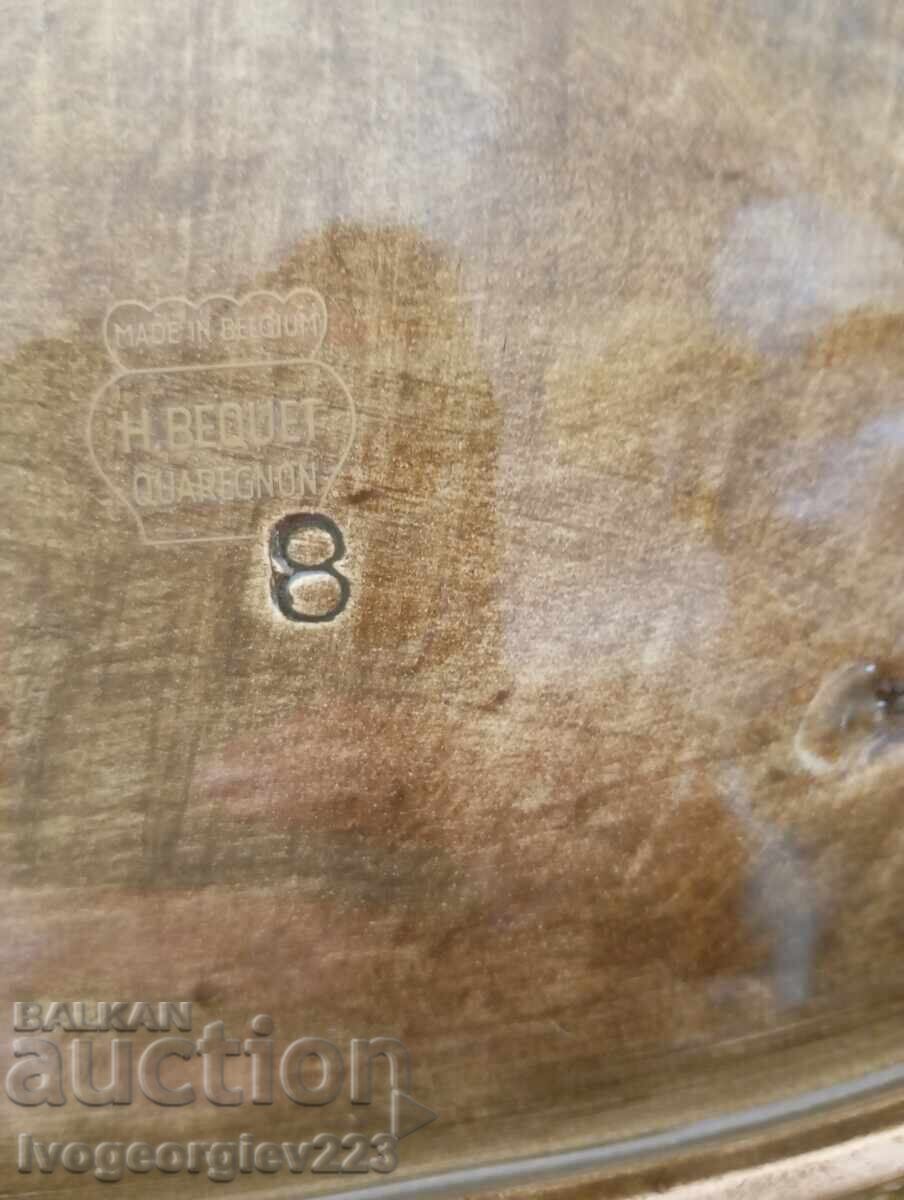 MADE IN BELGIUM
H.BEQUET
QUAREGNON
8
BALKAN
auction
Ivogeorgiev223